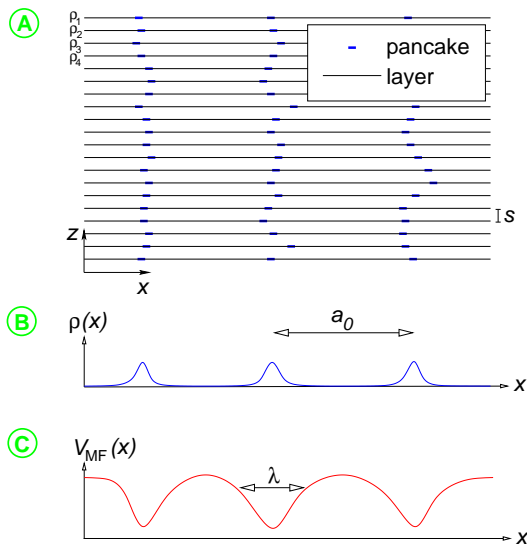 A
ρ1
ρ2
ρ3
ρ4
pancake
layer
s
z
x
B
ρ(x)
a0
x
C
VMF(x)
λ
x